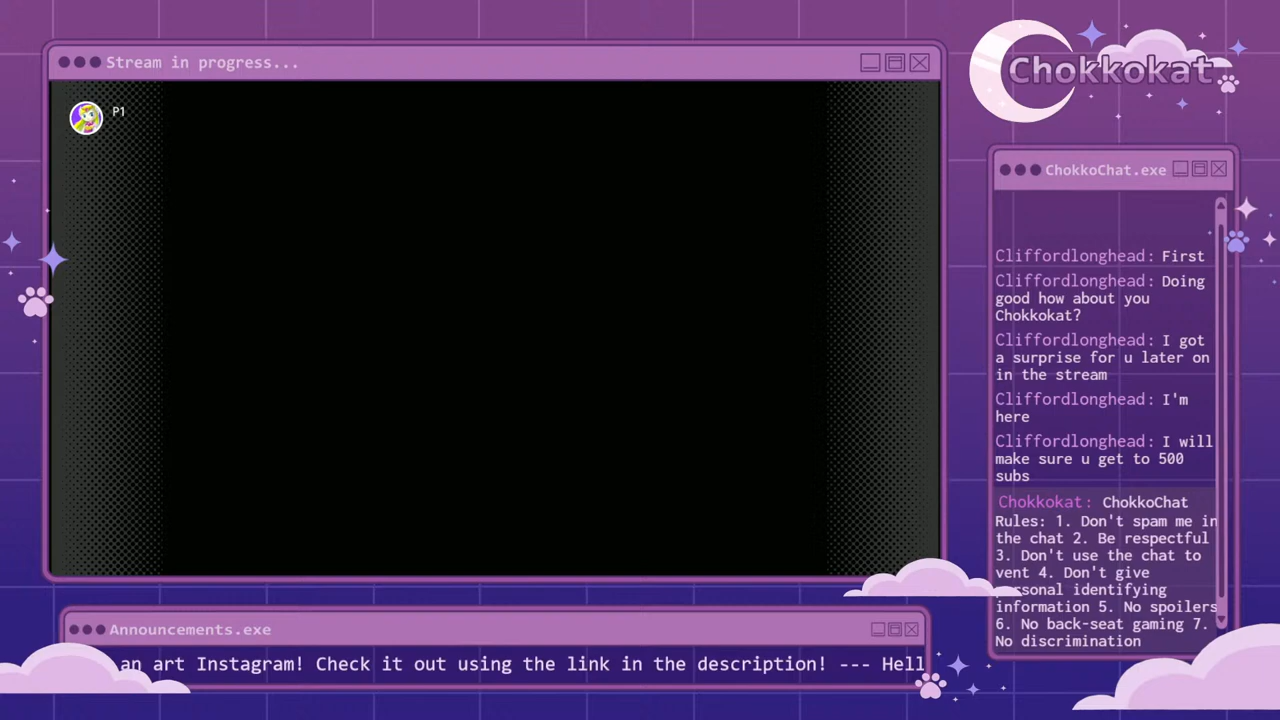 Stream in progress...
Chokkokat
P1
ChokkoChat.exe
Cliffordlonghead: First
Cliffordlonghead: Doing
good how about you
Chokkokat?
Cliffordlonghead: I got
a surprise for u later on
in the stream
Cliffordlonghead: I'm
here
Cliffordlonghead: I will
make sure u get to 500
subs
Chokkokat: ChokkoChat
Rules: 1. Don't spam me in
the chat 2. Be respectful
3. Don't use the chat to
vent 4. Don't give
personal identifying
information 5. No spoilers
6. No back-seat gaming 7.
No discrimination
Announcements.exe
an art Instagram! Check it out using the link in the description! --- Hell